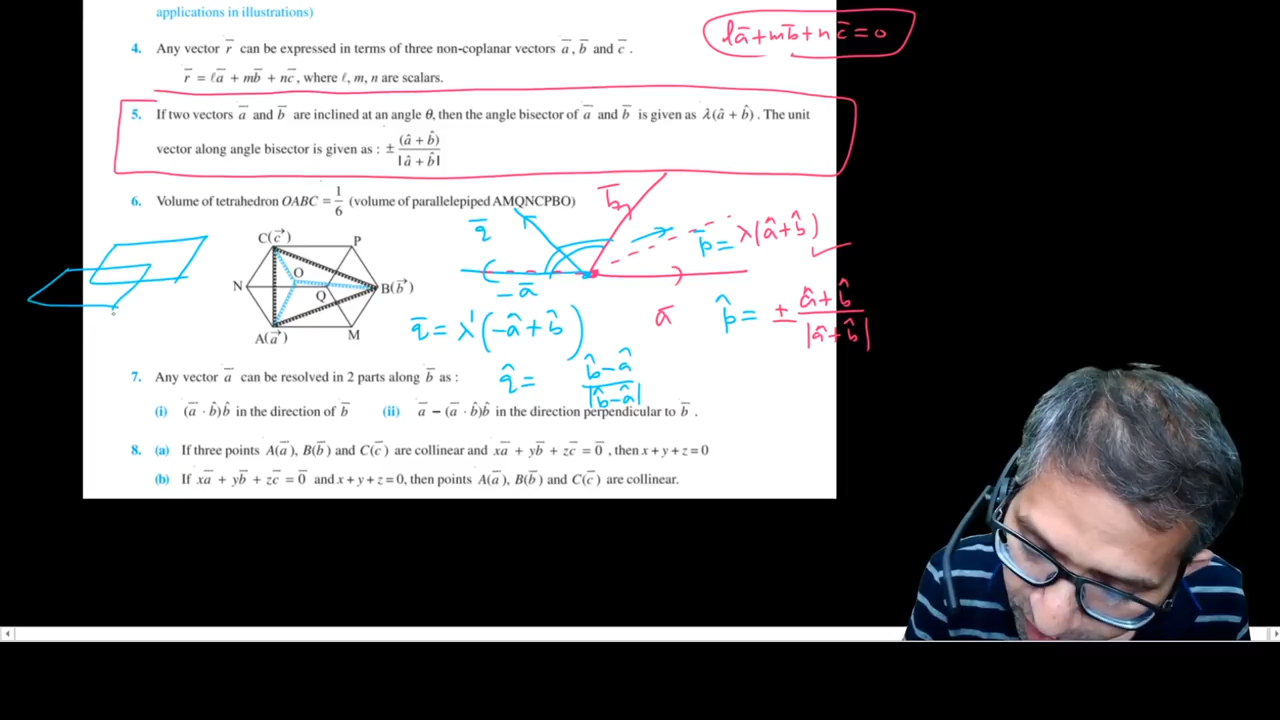 applications in illustrations)
l a̅ + m b̅ + n c̅ = 0
4. Any vector r̅ can be expressed in terms of three non-coplanar vectors a̅, b̅ and c̅.
r̅ = ℓa̅ + mb̅ + nc̅, where ℓ, m, n are scalars.
5. If two vectors a̅ and b̅ are inclined at an angle θ, then the angle bisector of a̅ and b̅ is given as λ(â + b̂). The unit
vector along angle bisector is given as : ± (â + b̂) / |â + b̂|
6. Volume of tetrahedron OABC = 1/6 (volume of parallelepiped AMQNCPBO)
C(c⃗) P
N O Q B(b⃗)
A(a⃗) M
b̅
q̅
p̅ = λ(â + b̂)
-a̅
a̅
q̅ = λ'(-â + b̂)
p̂ = ± (â + b̂) / |â + b̂|
q̂ = (b̂ - â) / |b̂ - â|
7. Any vector a̅ can be resolved in 2 parts along b̅ as :
(i) (a̅ · b̂)b̂ in the direction of b̅ (ii) a̅ – (a̅ · b̂)b̂ in the direction perpendicular to b̅.
8. (a) If three points A(a̅), B(b̅) and C(c̅) are collinear and xa̅ + yb̅ + zc̅ = 0̅, then x + y + z = 0
(b) If xa̅ + yb̅ + zc̅ = 0̅ and x + y + z = 0, then points A(a̅), B(b̅) and C(c̅) are collinear.